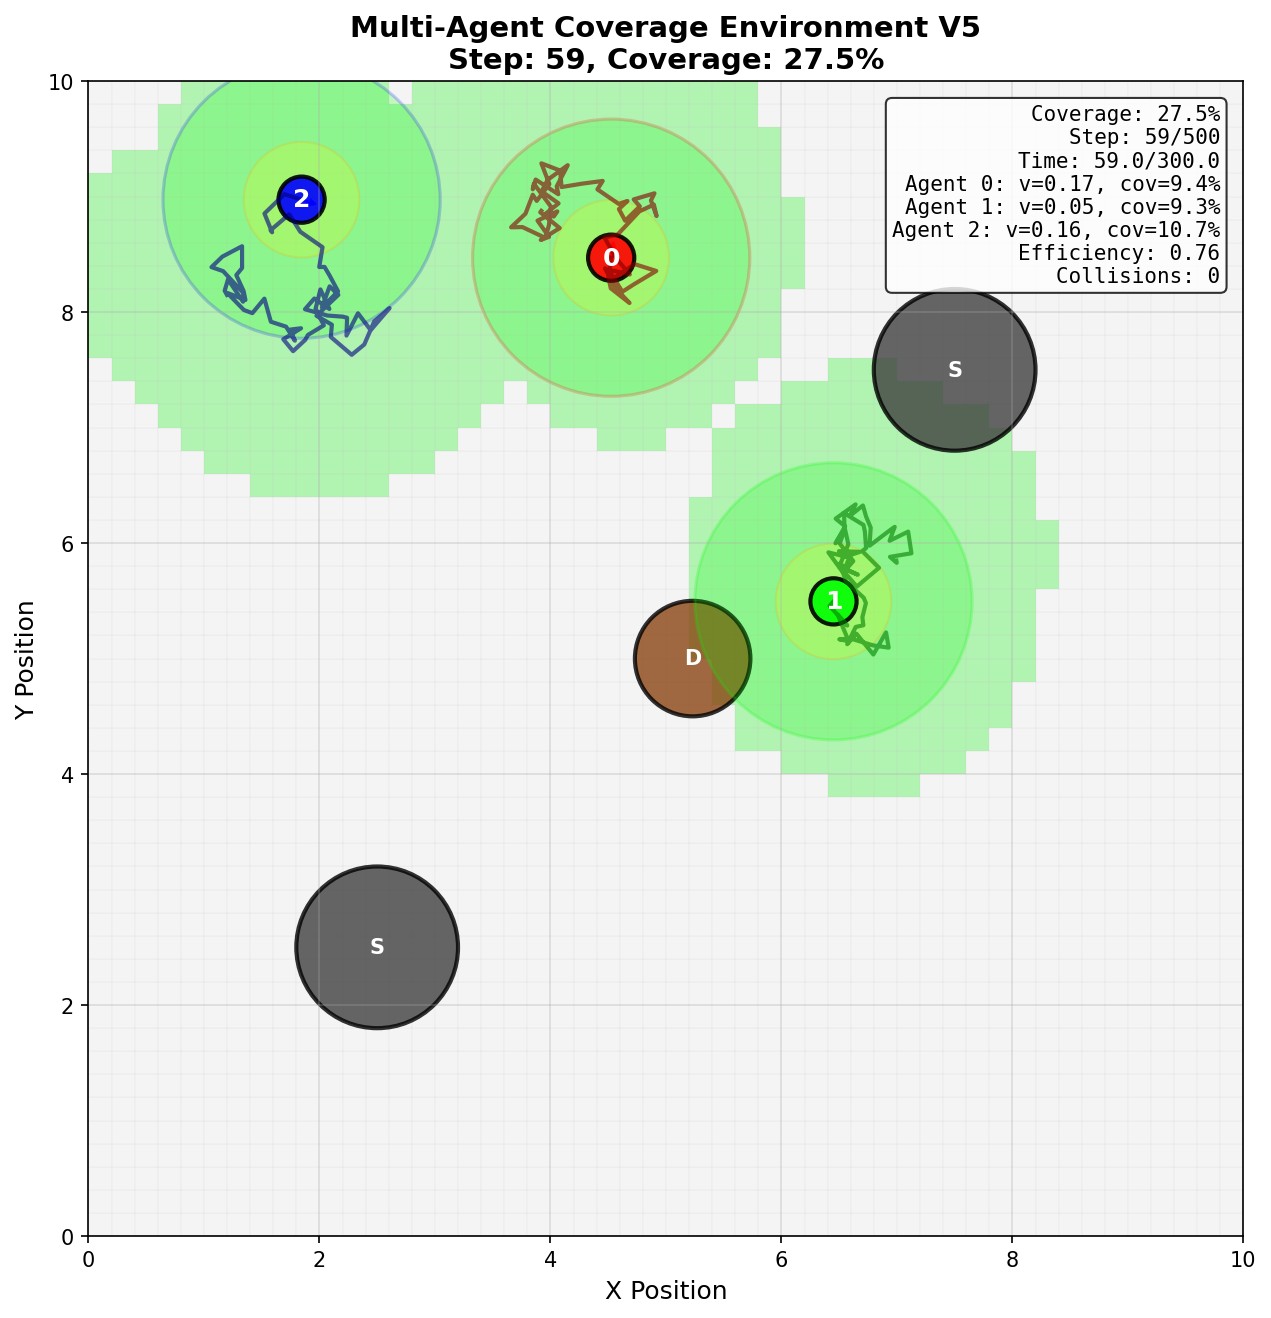 Multi-Agent Coverage Environment V5
Step: 59, Coverage: 27.5%
Coverage: 27.5%
Step: 59/500
Time: 59.0/300.0
Agent 0: v=0.17, cov=9.4%
Agent 1: v=0.05, cov=9.3%
Agent 2: v=0.16, cov=10.7%
Efficiency: 0.76
Collisions: 0
10
8
6
4
2
0
Y Position
2
0
S
1
D
S
0
2
4
6
8
10
X Position